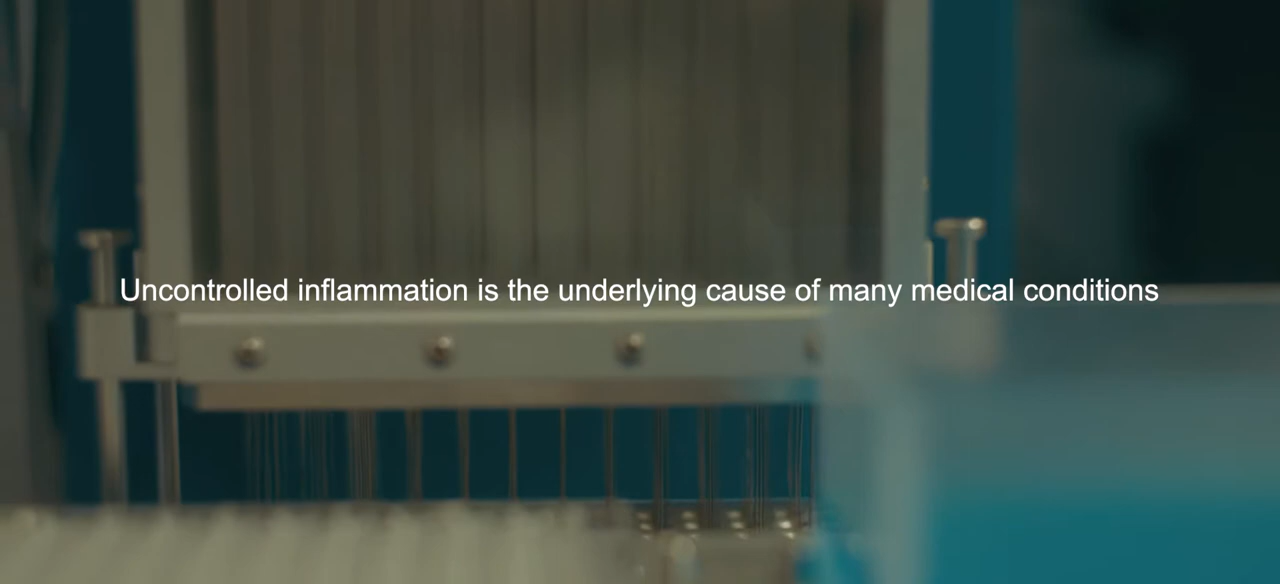 Uncontrolled inflammation is the underlying cause of many medical conditions